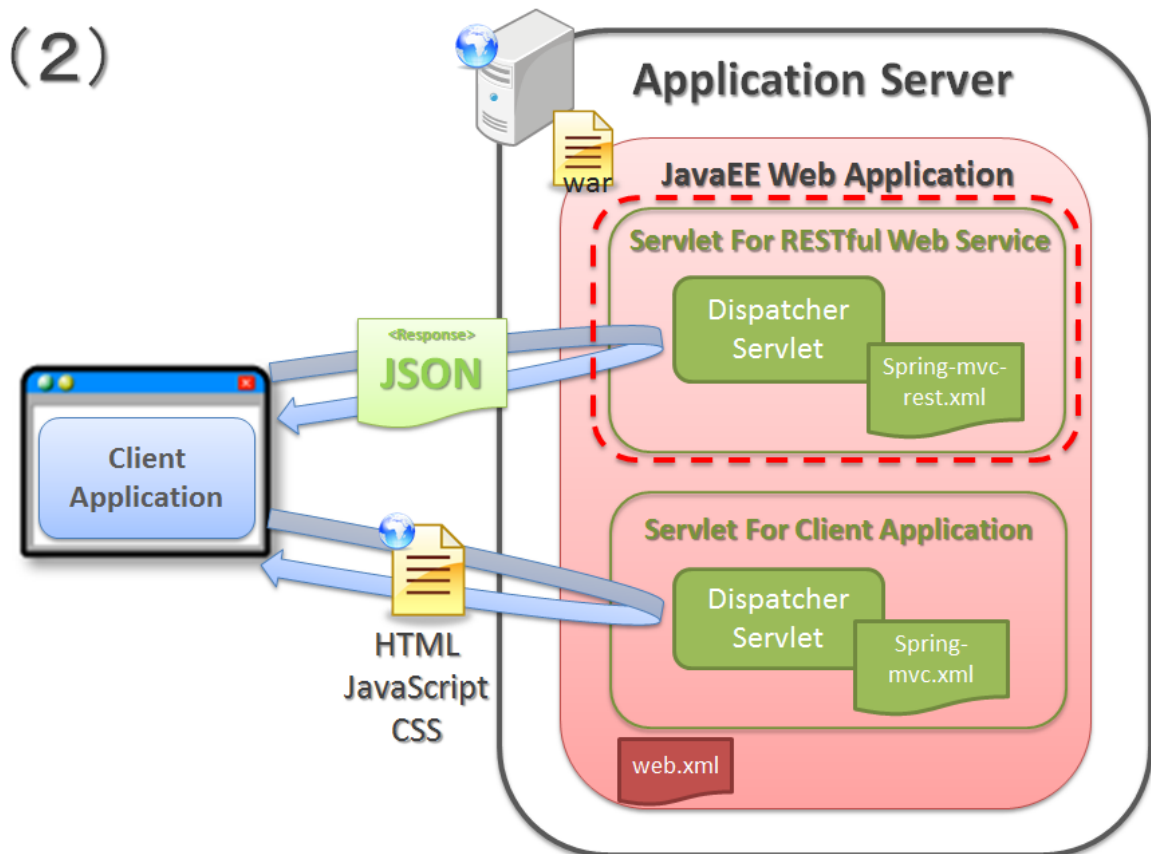 （２）
Application Server
war
JavaEE Web Application
Servlet For RESTful Web Service
Dispatcher
Servlet
Spring-mvc-
rest.xml
<Response>
JSON
Client
Application
Servlet For Client Application
Dispatcher
Servlet
Spring-
mvc.xml
HTML
JavaScript
CSS
web.xml